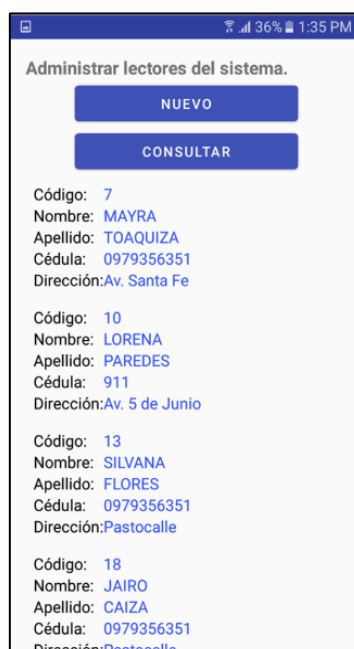 36% 1:35 PM
Administrar lectores del sistema.
NUEVO
CONSULTAR
Código: 7
Nombre: MAYRA
Apellido: TOAQUIZA
Cédula: 0979356351
Dirección:Av. Santa Fe
Código: 10
Nombre: LORENA
Apellido: PAREDES
Cédula: 911
Dirección:Av. 5 de Junio
Código: 13
Nombre: SILVANA
Apellido: FLORES
Cédula: 0979356351
Dirección:Pastocalle
Código: 18
Nombre: JAIRO
Apellido: CAIZA
Cédula: 0979356351
Dirección:Pastocalle